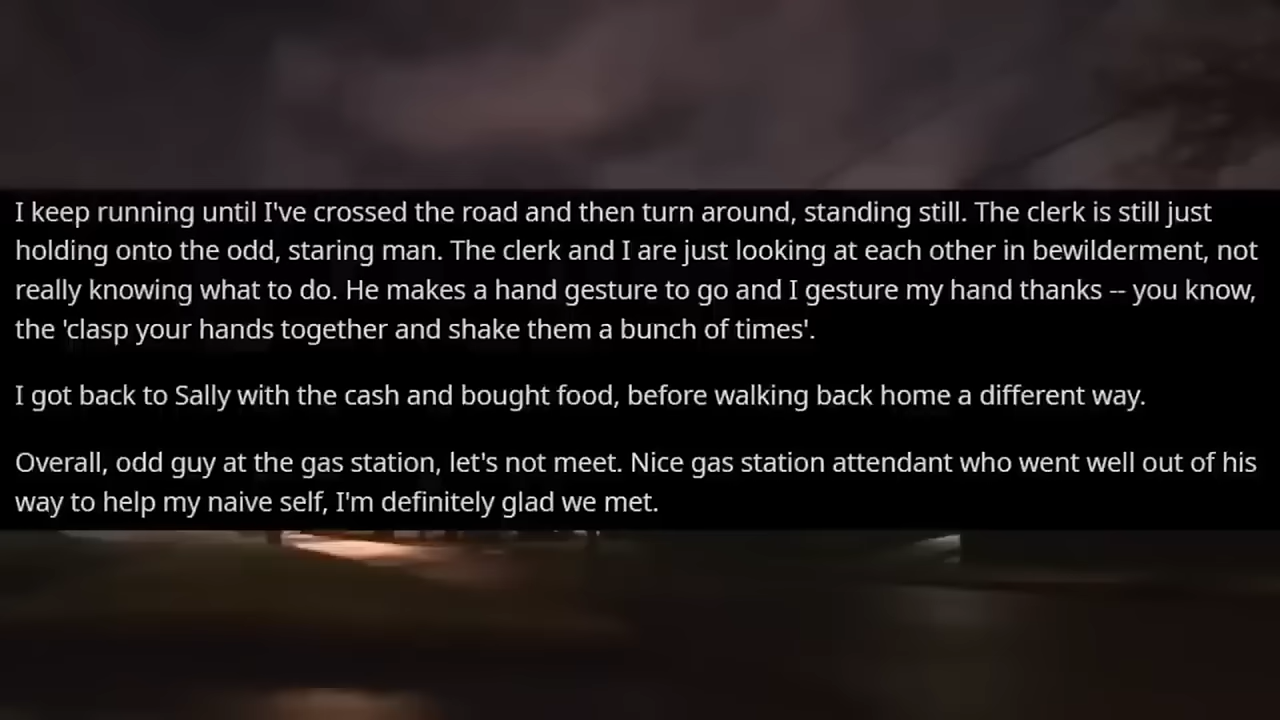 I keep running until I've crossed the road and then turn around, standing still. The clerk is still just
holding onto the odd, staring man. The clerk and I are just looking at each other in bewilderment, not
really knowing what to do. He makes a hand gesture to go and I gesture my hand thanks -- you know,
the 'clasp your hands together and shake them a bunch of times'.
I got back to Sally with the cash and bought food, before walking back home a different way.
Overall, odd guy at the gas station, let's not meet. Nice gas station attendant who went well out of his
way to help my naive self, I'm definitely glad we met.